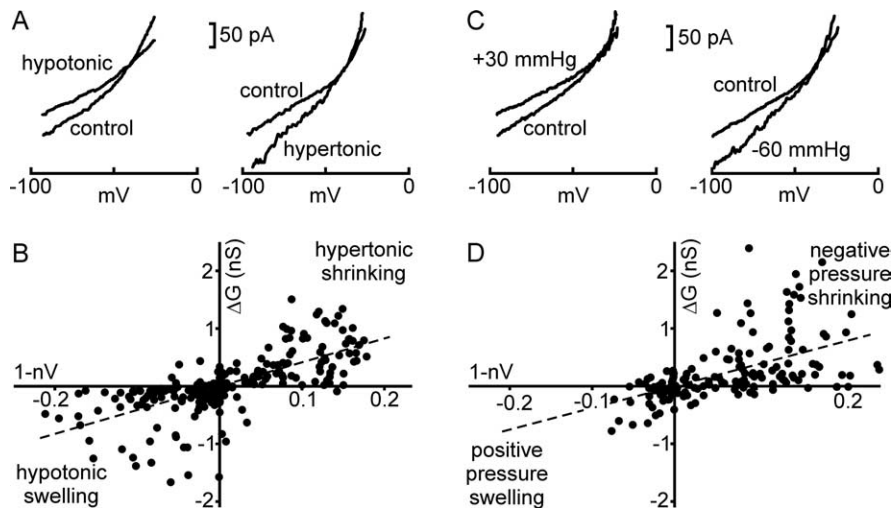 A
hypotonic
control
-100
0
mV
50 pA
control
hypertonic
-100
0
mV
C
+30 mmHg
control
-100
0
mV
50 pA
control
-60 mmHg
-100
0
mV
B
ΔG (nS)
hypertonic
shrinking
2
1
1-nV
-0.2
0.1
0.2
-1
hypotonic
swelling
-2
D
ΔG (nS)
negative-
pressure
shrinking
2
1
1-nV
-0.2
-0.1
0.2
-1
positive
pressure
swelling
-2